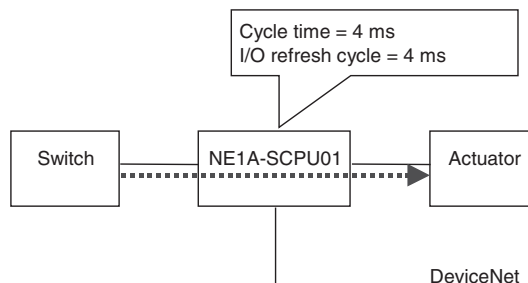 Cycle time = 4 ms
I/O refresh cycle = 4 ms
Switch
NE1A-SCPU01
Actuator
DeviceNet